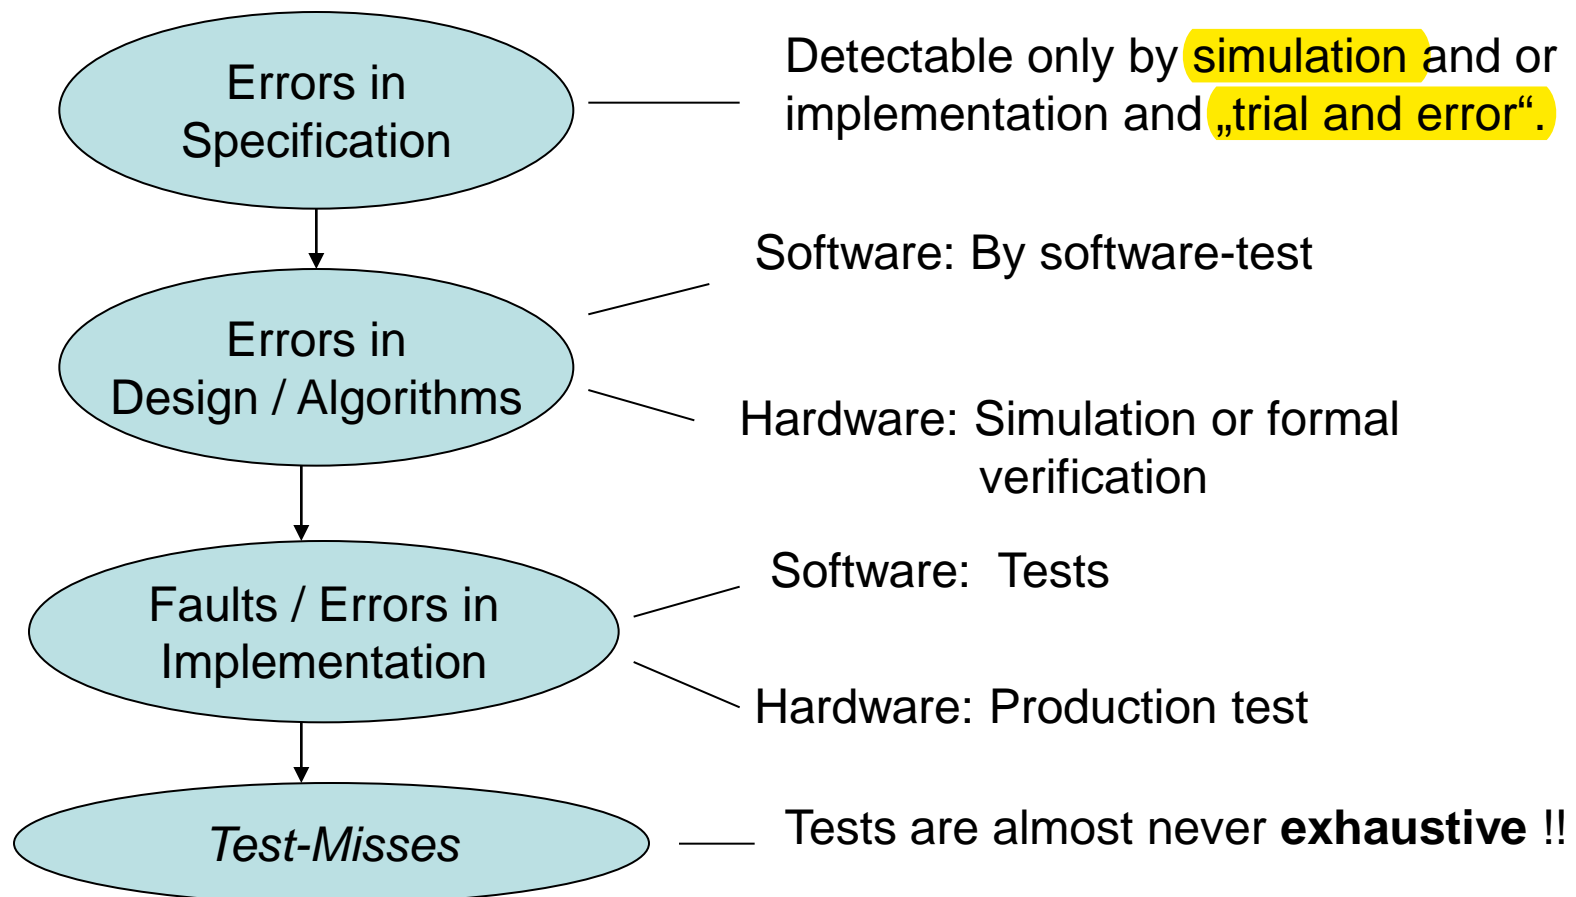 Errors in
Specification
Detectable only by simulation and or
implementation and „trial and error“.
Errors in
Design / Algorithms
Software: By software-test
Hardware: Simulation or formal
verification
Faults / Errors in
Implementation
Software:  Tests
Hardware: Production test
Test-Misses
Tests are almost never exhaustive !!